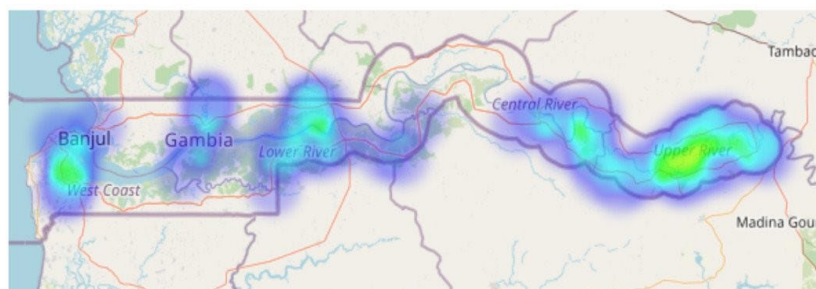 Tambac
Central River
Banjul
Gambia
Lower River
Upper River
West Coast
Madina Gou